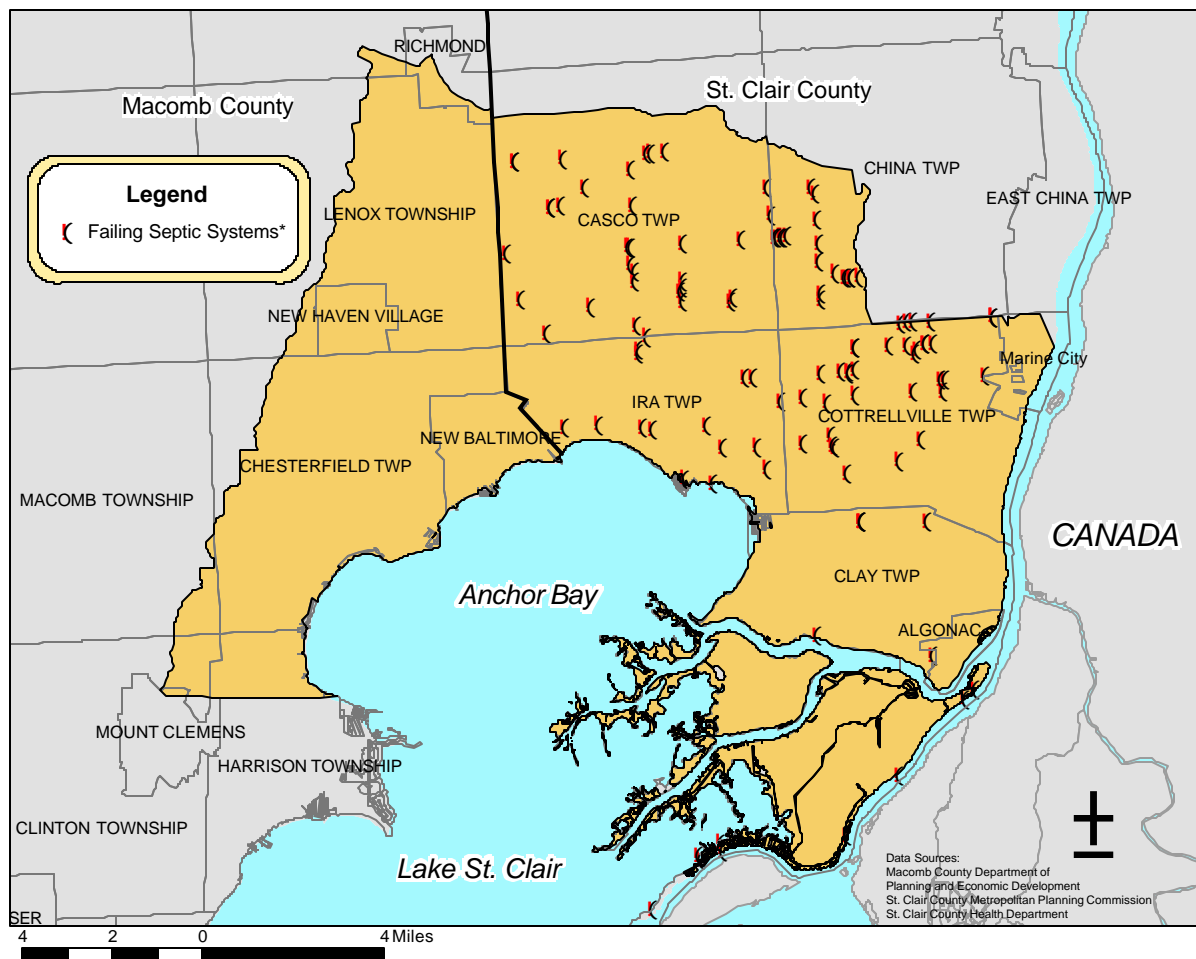 RICHMOND
Macomb County
St. Clair County
CHINA TWP
EAST CHINA TWP
Legend
Failing Septic Systems*
LENOX TOWNSHIP
CASCO TWP
NEW HAVEN VILLAGE
Marine City
IRA TWP
COTTRELLVILLE TWP
NEW BALTIMORE
CHESTERFIELD TWP
MACOMB TOWNSHIP
CANADA
CLAY TWP
Anchor Bay
ALGONAC
MOUNT CLEMENS
HARRISON TOWNSHIP
CLINTON TOWNSHIP
Lake St. Clair
±
Data Sources:
Macomb County Department of
Planning and Economic Development
St. Clair County Metropolitan Planning Commission
St. Clair County Health Department
SER
4 2 0 4 Miles